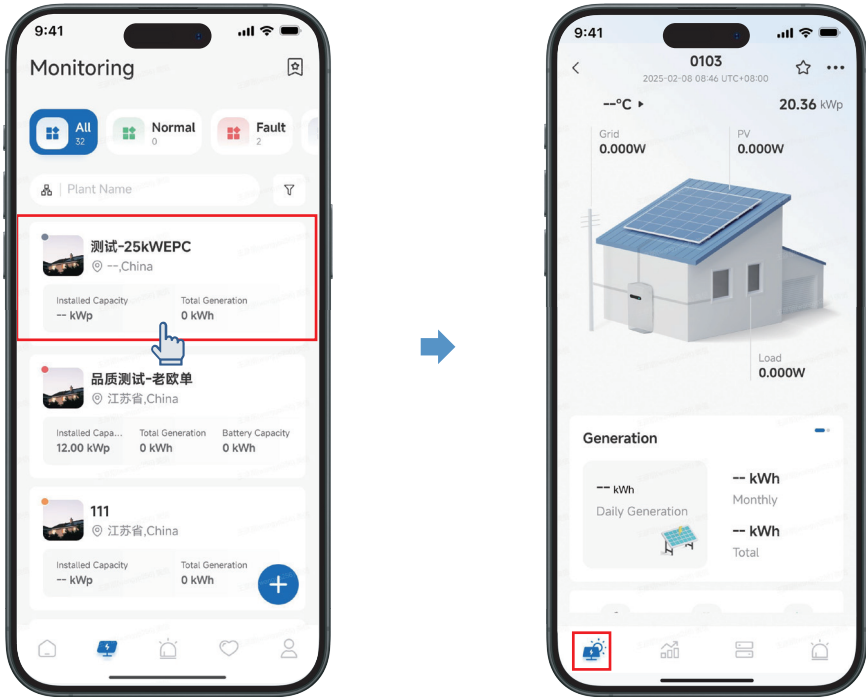 9:41
Monitoring
All
32
Normal
0
Fault
2
Plant Name
测试-25kWEPC
--,China
Installed Capacity
Total Generation
-- kWp
0 kWh
品质测试-老欧单
江苏省,China
Installed Capa...
Total Generation
Battery Capacity
12.00 kWp
0 kWh
0 kWh
111
江苏省,China
Installed Capacity
Total Generation
-- kWp
0 kWh
9:41
0103
2025-02-08 08:46 UTC+08:00
--°C
20.36 kWp
Grid
0.000W
PV
0.000W
Load
0.000W
Generation
-- kWh
Daily Generation
-- kWh
Monthly
-- kWh
Total